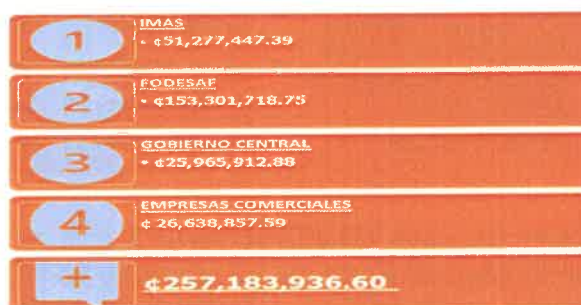 1
IMAS
• ¢51,277,447.39
2
FODESAF
• ¢153,301,718.75
3
GOBIERNO CENTRAL
• ¢25,965,912.88
4
EMPRESAS COMERCIALES
¢ 26,638,857.59
+
¢257,183,936.60